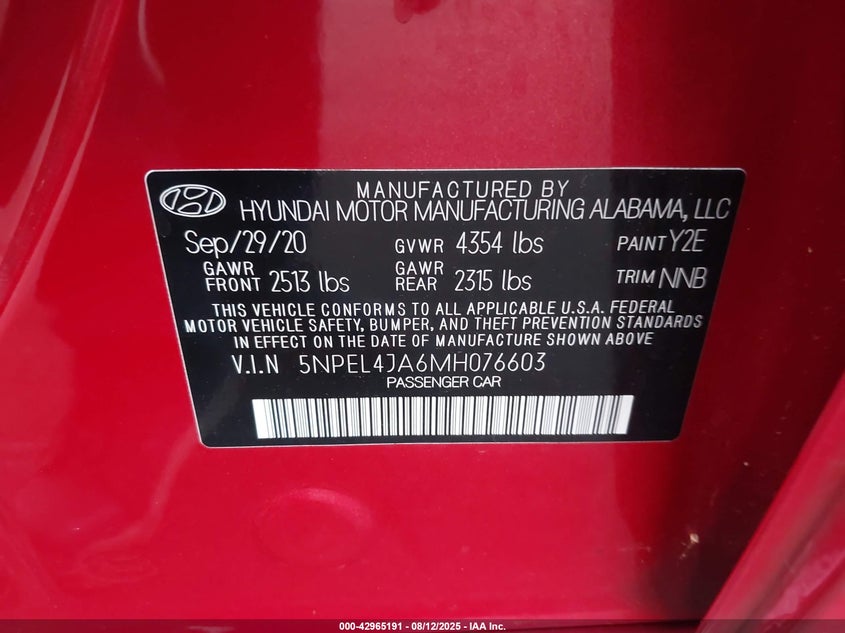 MANUFACTURED BY
HYUNDAI MOTOR MANUFACTURING ALABAMA, LLC
Sep/29/20 GVWR 4354 lbs PAINT Y2E
GAWR FRONT 2513 lbs GAWR REAR 2315 lbs TRIM NNB
THIS VEHICLE CONFORMS TO ALL APPLICABLE U.S.A. FEDERAL
MOTOR VEHICLE SAFETY, BUMPER, AND THEFT PREVENTION STANDARDS
IN EFFECT ON THE DATE OF MANUFACTURE SHOWN ABOVE
V.I.N 5NPEL4JA6MH076603
PASSENGER CAR
000-42965191 - 08/12/2025 - IAA Inc.